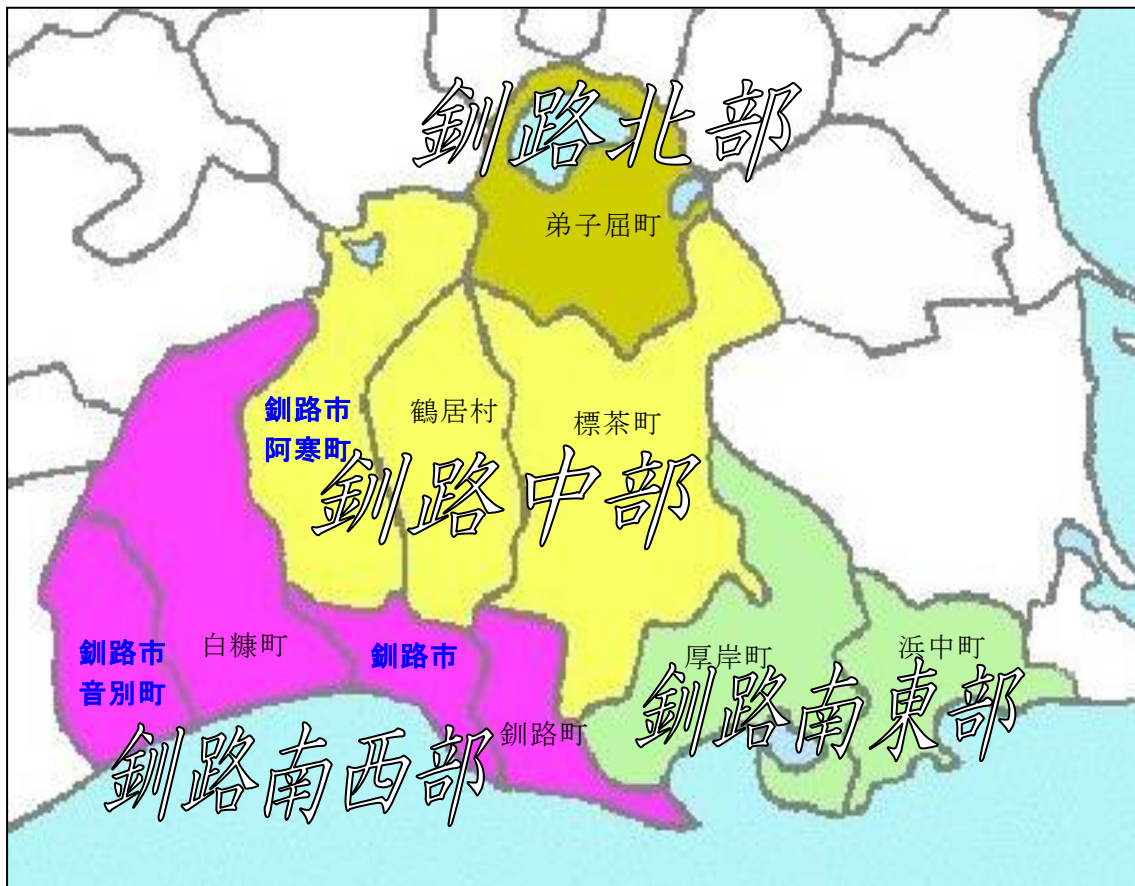 釧路北部
弟子屈町
釧路市
阿寒町
鶴居村
標茶町
釧路中部
釧路市
音別町
白糠町
釧路市
釧路町
厚岸町
浜中町
釧路南東部
釧路南西部